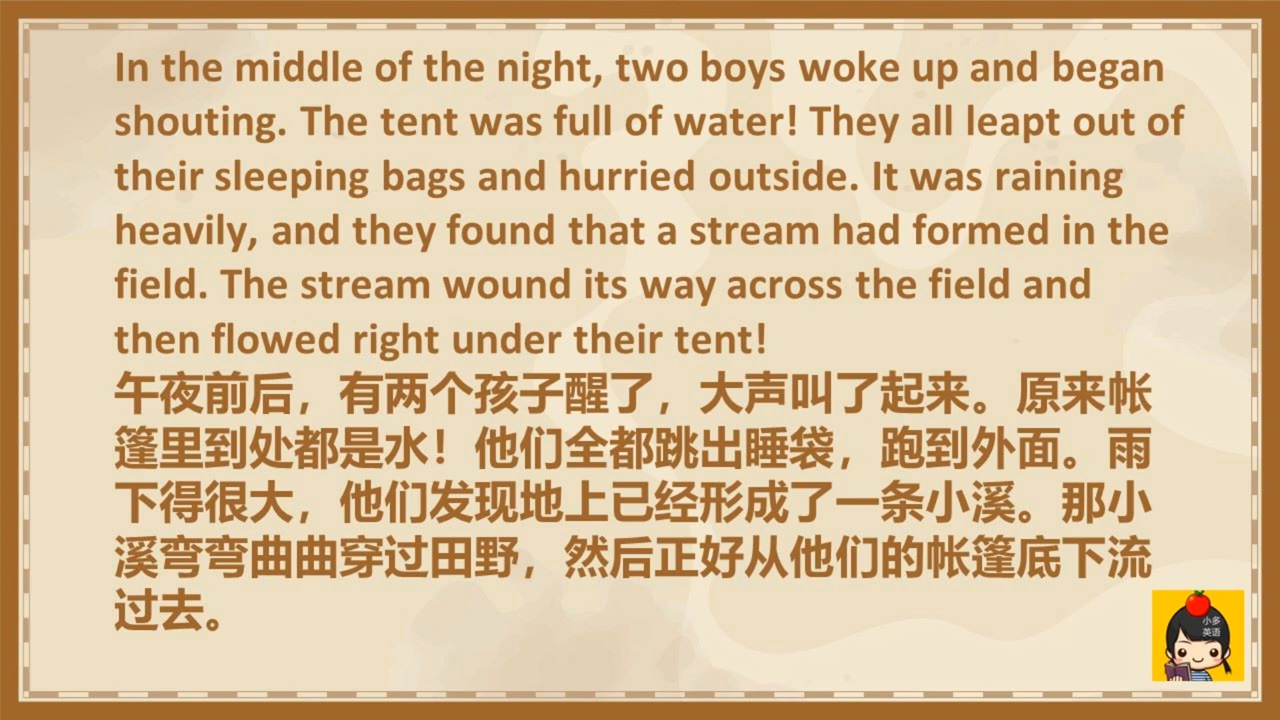 In the middle of the night, two boys woke up and began
shouting. The tent was full of water! They all leapt out of
their sleeping bags and hurried outside. It was raining
heavily, and they found that a stream had formed in the
field. The stream wound its way across the field and
then flowed right under their tent!
午夜前后，有两个孩子醒了，大声叫了起来。原来帐
篷里到处都是水！他们全都跳出睡袋，跑到外面。雨
下得很大，他们发现地上已经形成了一条小溪。那小
溪弯弯曲曲穿过田野，然后正好从他们的帐篷底下流
过去。
小多
英语